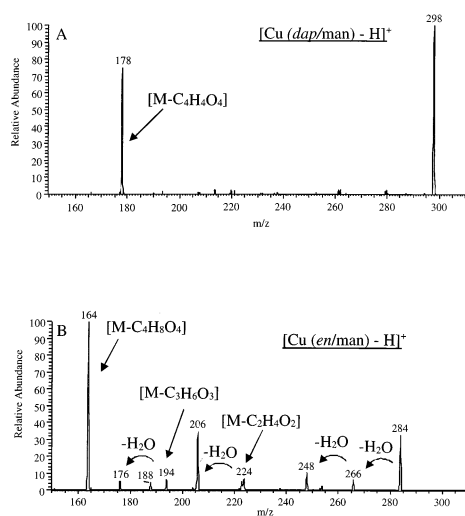 A
[Cu (dap/man) - H]⁺
298
178
[M-C₄H₄O₄]
Relative Abundance
100
90
80
70
60
50
40
30
20
10
0
160 180 200 220 240 260 280 300
m/z
B
[Cu (en/man) - H]⁺
164
[M-C₄H₈O₄]
[M-C₃H₆O₃]
206
[M-C₂H₄O₂]
284
-H₂O
-H₂O
-H₂O
-H₂O
176 188 194 224 248 266
Relative Abundance
100
90
80
70
60
50
40
30
20
10
0
160 180 200 220 240 260 280 300
m/z